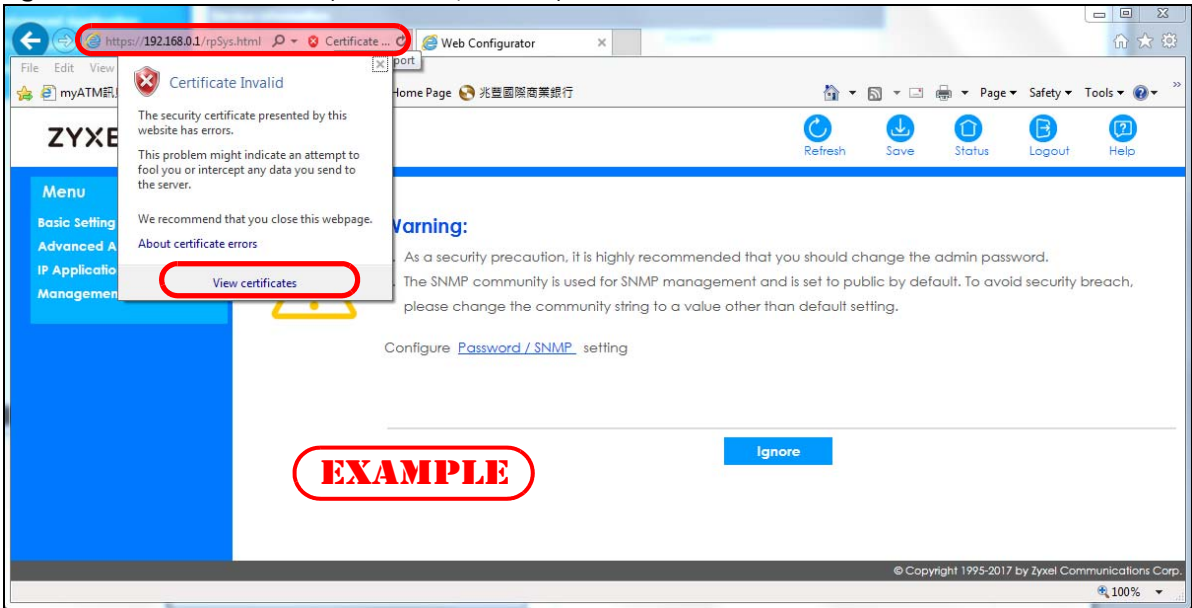 https://192.168.0.1/rpSys.html Certificate ... Web Configurator
File Edit View
myATM Home Page 兆豐國際商業銀行 Page Safety Tools
port
Certificate Invalid
The security certificate presented by this
website has errors.
This problem might indicate an attempt to
fool you or intercept any data you send to
the server.
We recommend that you close this webpage.
About certificate errors
View certificates
ZYXE
Refresh Save Status Logout Help
Menu
Basic Setting
Advanced A
IP Applicatio
Managemen
Warning:
As a security precaution, it is highly recommended that you should change the admin password.
The SNMP community is used for SNMP management and is set to public by default. To avoid security breach,
please change the community string to a value other than default setting.
Configure Password / SNMP setting
Ignore
EXAMPLE
© Copyright 1995-2017 by Zyxel Communications Corp.
100%